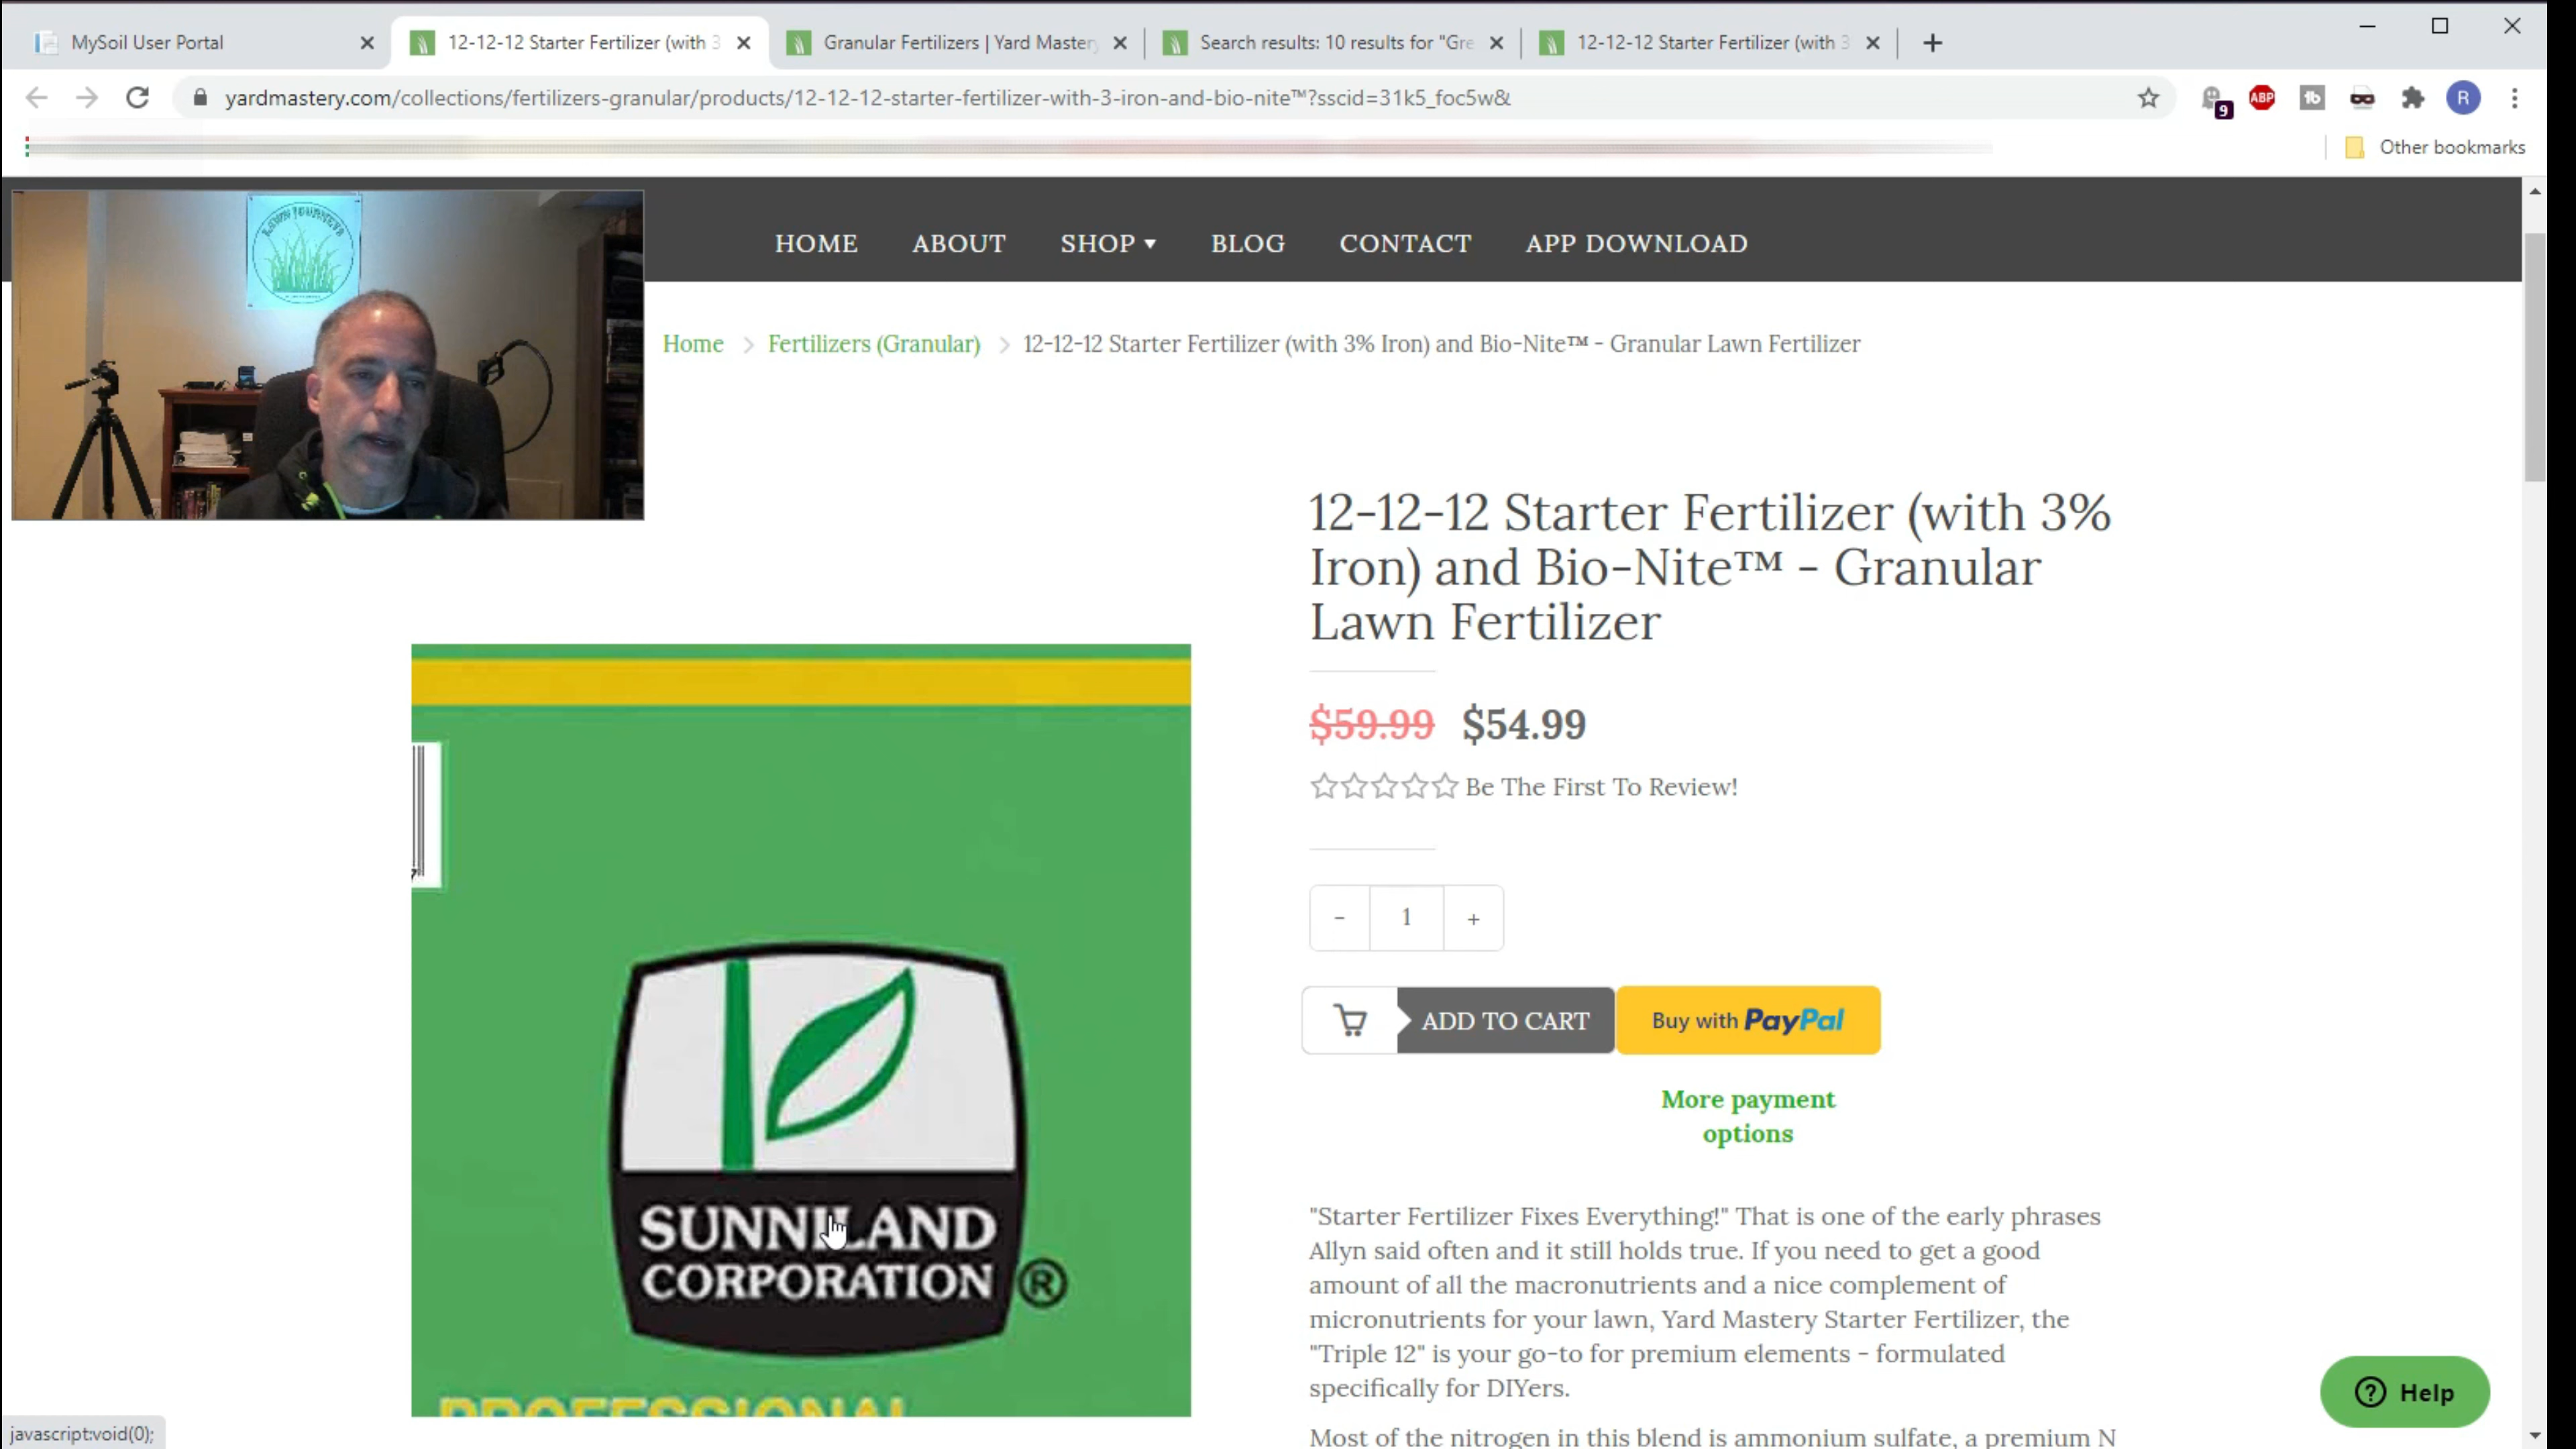 MySoil User Portal
12-12-12 Starter Fertilizer (with 3
Granular Fertilizers | Yard Mastery
Search results: 10 results for "Gre
12-12-12 Starter Fertilizer (with 3
yardmastery.com/collections/fertilizers-granular/products/12-12-12-starter-fertilizer-with-3-iron-and-bio-nite™?sscid=31k5_foc5w&
9
ABP
tb
R
Other bookmarks
LAWN JOURNEYS
HOME ABOUT SHOP ▾ BLOG CONTACT APP DOWNLOAD
Home > Fertilizers (Granular) > 12-12-12 Starter Fertilizer (with 3% Iron) and Bio-Nite™ - Granular Lawn Fertilizer
12-12-12 Starter Fertilizer (with 3%
Iron) and Bio-Nite™ - Granular
Lawn Fertilizer
$59.99 $54.99
Be The First To Review!
- 1 +
ADD TO CART
Buy with PayPal
More payment
options
SUNNILAND
CORPORATION ®
PROFESSIONAL
"Starter Fertilizer Fixes Everything!" That is one of the early phrases
Allyn said often and it still holds true. If you need to get a good
amount of all the macronutrients and a nice complement of
micronutrients for your lawn, Yard Mastery Starter Fertilizer, the
"Triple 12" is your go-to for premium elements - formulated
specifically for DIYers.
Most of the nitrogen in this blend is ammonium sulfate, a premium N
Help
javascript:void(0);